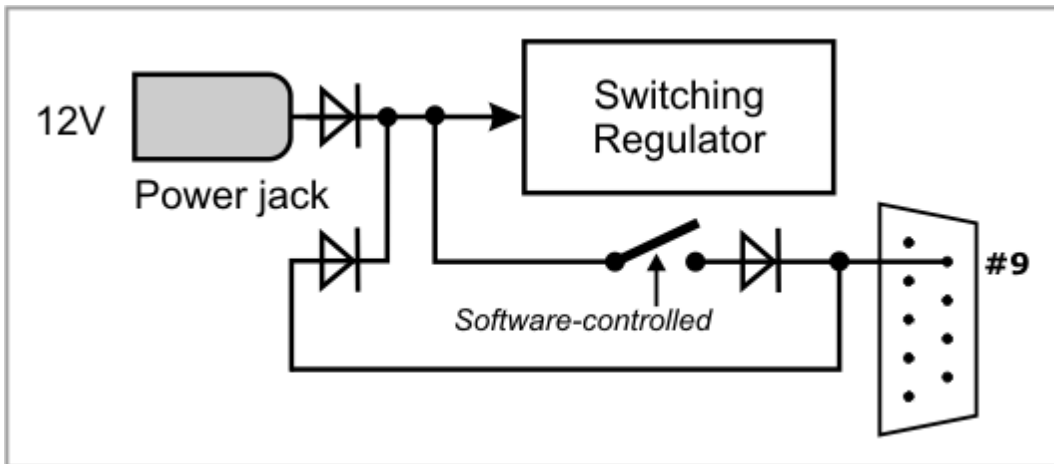 12V
Power jack
Switching
Regulator
Software-controlled
#9